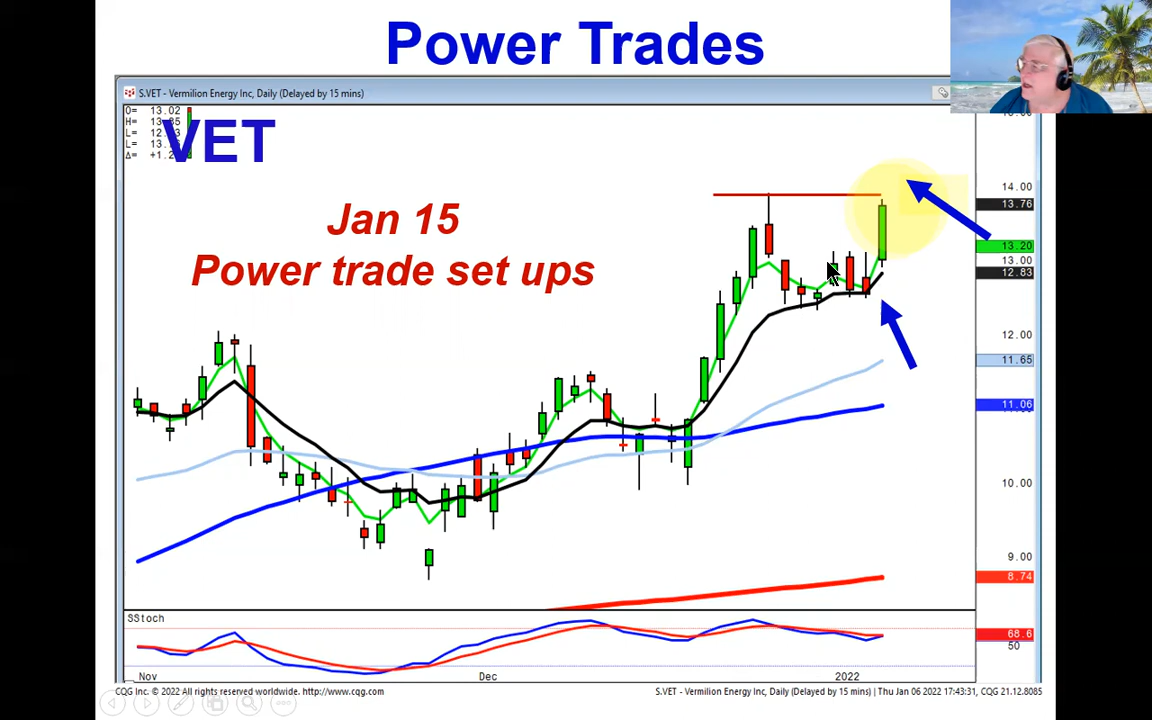 Power Trades
S.VET - Vermilion Energy Inc, Daily (Delayed by 15 mins)
O= 13.02
VET
Jan 15
Power trade set ups
14.00
13.76
13.20
13.00
12.83
12.00
11.65
11.06
10.00
9.00
8.74
SStoch
68.6
50
Nov
Dec
2022
CQG Inc. © 2022 All rights reserved worldwide. http://www.cqg.com
S.VET - Vermilion Energy Inc, Daily (Delayed by 15 mins) | Thu Jan 06 2022 17:43:31, CQG 21.12.8085